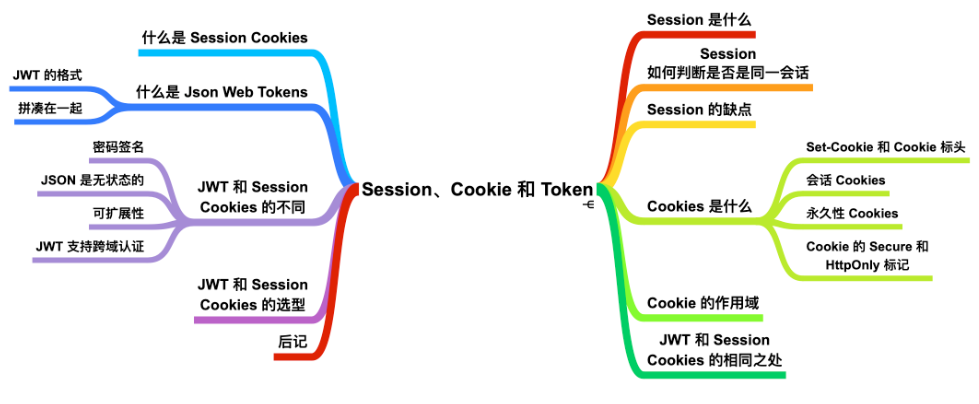 Session、Cookie 和 Token
Session 是什么
Session
如何判断是否是同一会话
Session 的缺点
Cookies 是什么
Set-Cookie 和 Cookie 标头
会话 Cookies
永久性 Cookies
Cookie 的 Secure 和
HttpOnly 标记
Cookie 的作用域
JWT 和 Session
Cookies 的相同之处
什么是 Session Cookies
什么是 Json Web Tokens
JWT 的格式
拼凑在一起
JWT 和 Session
Cookies 的不同
密码签名
JSON 是无状态的
可扩展性
JWT 支持跨域认证
JWT 和 Session
Cookies 的选型
后记